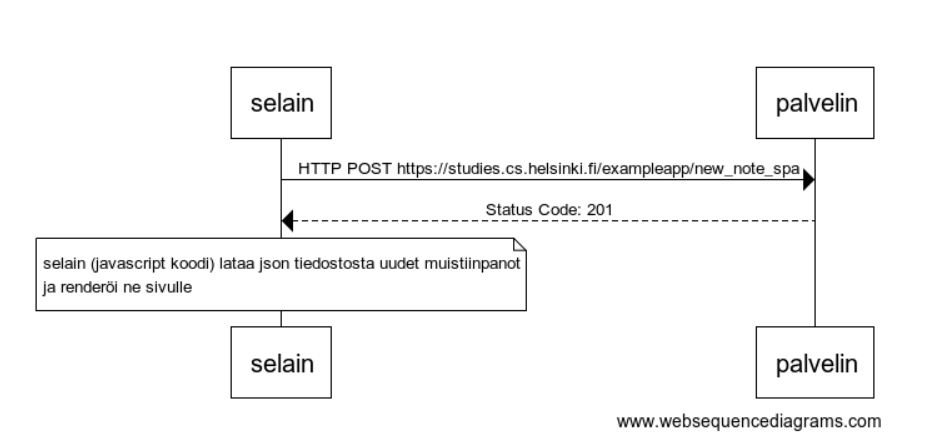 selain palvelin
HTTP POST https://studies.cs.helsinki.fi/exampleapp/new_note_spa
Status Code: 201
selain (javascript koodi) lataa json tiedostosta uudet muistiinpanot
ja renderöi ne sivulle
selain palvelin
www.websequencediagrams.com